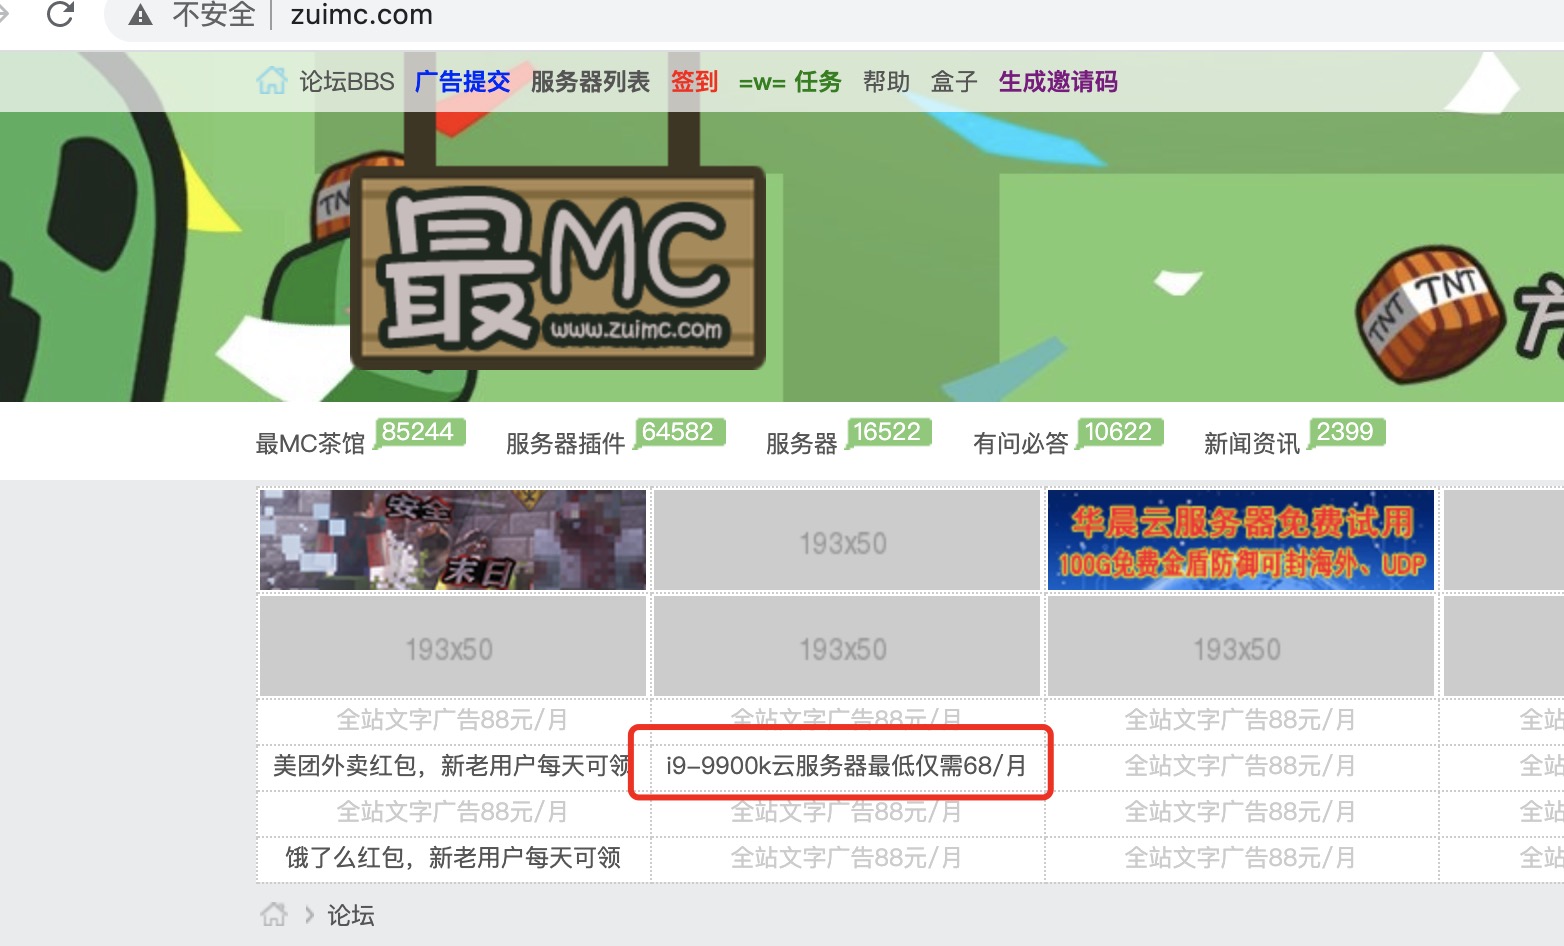 不安全 | zuimc.com
论坛BBS 广告提交 服务器列表 签到 =w= 任务 帮助 盒子 生成邀请码
TN
最MC
www.zuimc.com
TNT TNT
最MC茶馆 85244 服务器插件 64582 服务器 16522 有问必答 10622 新闻资讯 2399
安全
末日
193x50
华晨云服务器免费试用
100G免费金盾防御可封海外、UDP
193x50 193x50 193x50
全站文字广告88元/月 全站文字广告88元/月 全站文字广告88元/月 全站
美团外卖红包，新老用户每天可领 i9-9900k云服务器最低仅需68/月 全站文字广告88元/月 全站
全站文字广告88元/月 全站文字广告88元/月 全站文字广告88元/月 全站
饿了么红包，新老用户每天可领 全站文字广告88元/月 全站文字广告88元/月 全站
› 论坛